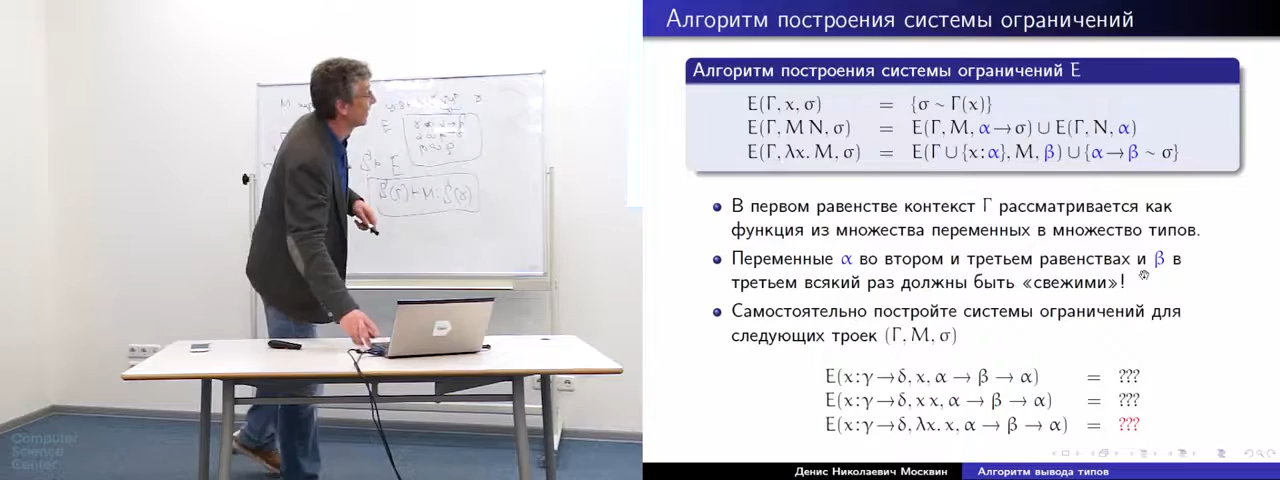 Алгоритм построения системы ограничений
Алгоритм построения системы ограничений E
E(Γ, x, σ) = {σ ~ Γ(x)}
E(Γ, M N, σ) = E(Γ, M, α→σ) ∪ E(Γ, N, α)
E(Γ, λx. M, σ) = E(Γ ∪ {x:α}, M, β) ∪ {α→β ~ σ}
В первом равенстве контекст Γ рассматривается как
функция из множества переменных в множество типов.
Переменные α во втором и третьем равенствах и β в
третьем всякий раз должны быть «свежими»!
Самостоятельно постройте системы ограничений для
следующих троек (Γ, M, σ)
E(x:γ→δ, x, α → β → α) = ???
E(x:γ→δ, x x, α → β → α) = ???
E(x:γ→δ, λx. x, α → β → α) = ???
Денис Николаевич Москвин Алгоритм вывода типов
Computer
Science
Center